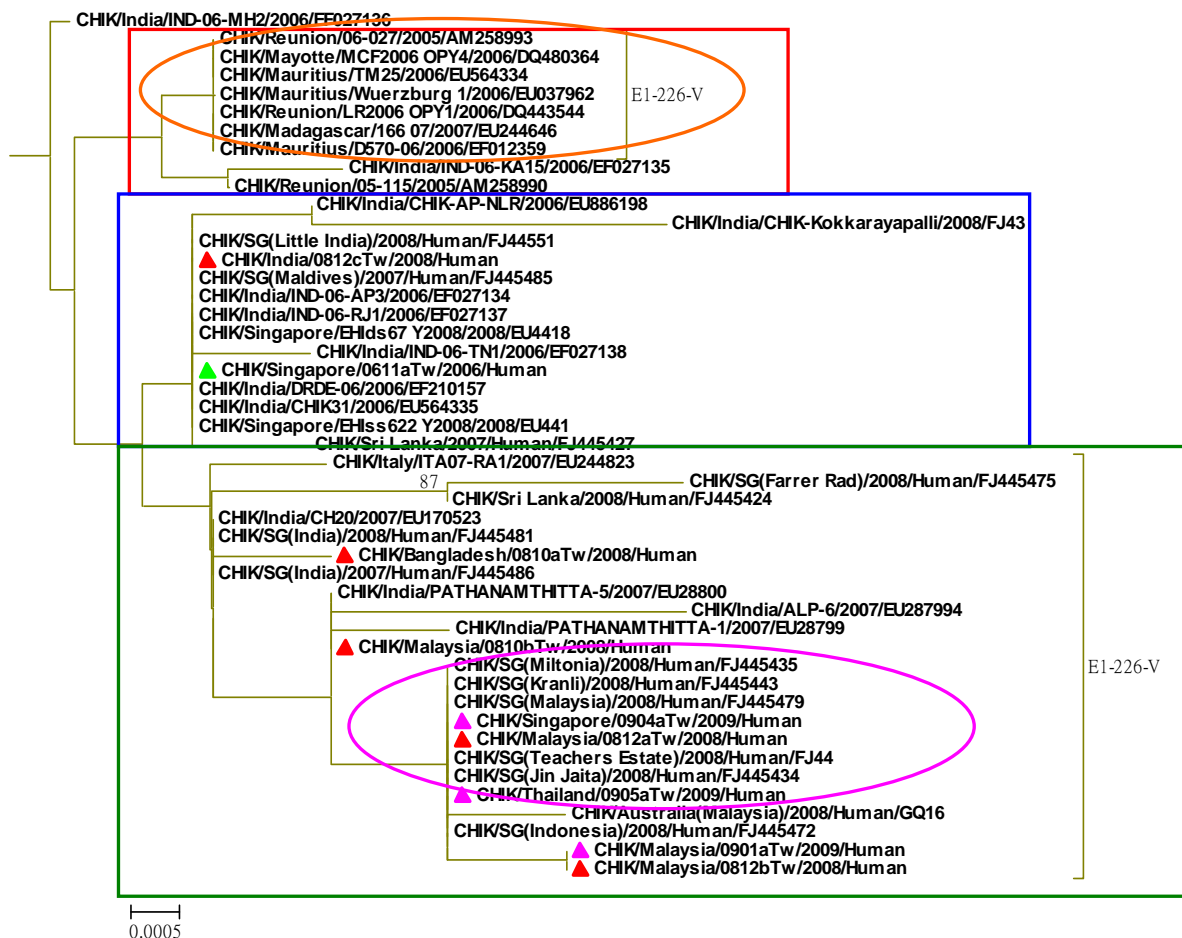 CHIK/India/IND-06-MH2/2006/EF027136
CHIK/Reunion/06-027/2005/AM258993
CHIK/Mayotte/MCF2006 OPY4/2006/DQ480364
CHIK/Mauritius/TM25/2006/EU564334
CHIK/Mauritius/Wuerzburg 1/2006/EU037962
E1-226-V
CHIK/Reunion/LR2006 OPY1/2006/DQ443544
CHIK/Madagascar/166 07/2007/EU244646
CHIK/Mauritius/D570-06/2006/EF012359
CHIK/India/IND-06-KA15/2006/EF027135
CHIK/Reunion/05-115/2005/AM258990
CHIK/India/CHIK-AP-NLR/2006/EU886198
CHIK/India/CHIK-Kokkarayapalli/2008/FJ43
CHIK/SG(Little India)/2008/Human/FJ44551
CHIK/India/0812cTw/2008/Human
CHIK/SG(Maldives)/2007/Human/FJ445485
CHIK/India/IND-06-AP3/2006/EF027134
CHIK/India/IND-06-RJ1/2006/EF027137
CHIK/Singapore/EHIds67 Y2008/2008/EU4418
CHIK/India/IND-06-TN1/2006/EF027138
CHIK/Singapore/0611aTw/2006/Human
CHIK/India/DRDE-06/2006/EF210157
CHIK/India/CHIK31/2006/EU564335
CHIK/Singapore/EHIss622 Y2008/2008/EU441
CHIK/Sri Lanka/2007/Human/FJ445427
CHIK/Italy/ITA07-RA1/2007/EU244823
87
CHIK/SG(Farrer Rad)/2008/Human/FJ445475
CHIK/Sri Lanka/2008/Human/FJ445424
CHIK/India/CH20/2007/EU170523
CHIK/SG(India)/2008/Human/FJ445481
CHIK/Bangladesh/0810aTw/2008/Human
CHIK/SG(India)/2007/Human/FJ445486
CHIK/India/PATHANAMTHITTA-5/2007/EU28800
CHIK/India/ALP-6/2007/EU287994
CHIK/India/PATHANAMTHITTA-1/2007/EU28799
CHIK/Malaysia/0810bTw/2008/Human
CHIK/SG(Miltonia)/2008/Human/FJ445435
E1-226-V
CHIK/SG(Kranli)/2008/Human/FJ445443
CHIK/SG(Malaysia)/2008/Human/FJ445479
CHIK/Singapore/0904aTw/2009/Human
CHIK/Malaysia/0812aTw/2008/Human
CHIK/SG(Teachers Estate)/2008/Human/FJ44
CHIK/SG(Jin Jaita)/2008/Human/FJ445434
CHIK/Thailand/0905aTw/2009/Human
CHIK/Australia(Malaysia)/2008/Human/GQ16
CHIK/SG(Indonesia)/2008/Human/FJ445472
CHIK/Malaysia/0901aTw/2009/Human
CHIK/Malaysia/0812bTw/2008/Human
0.0005